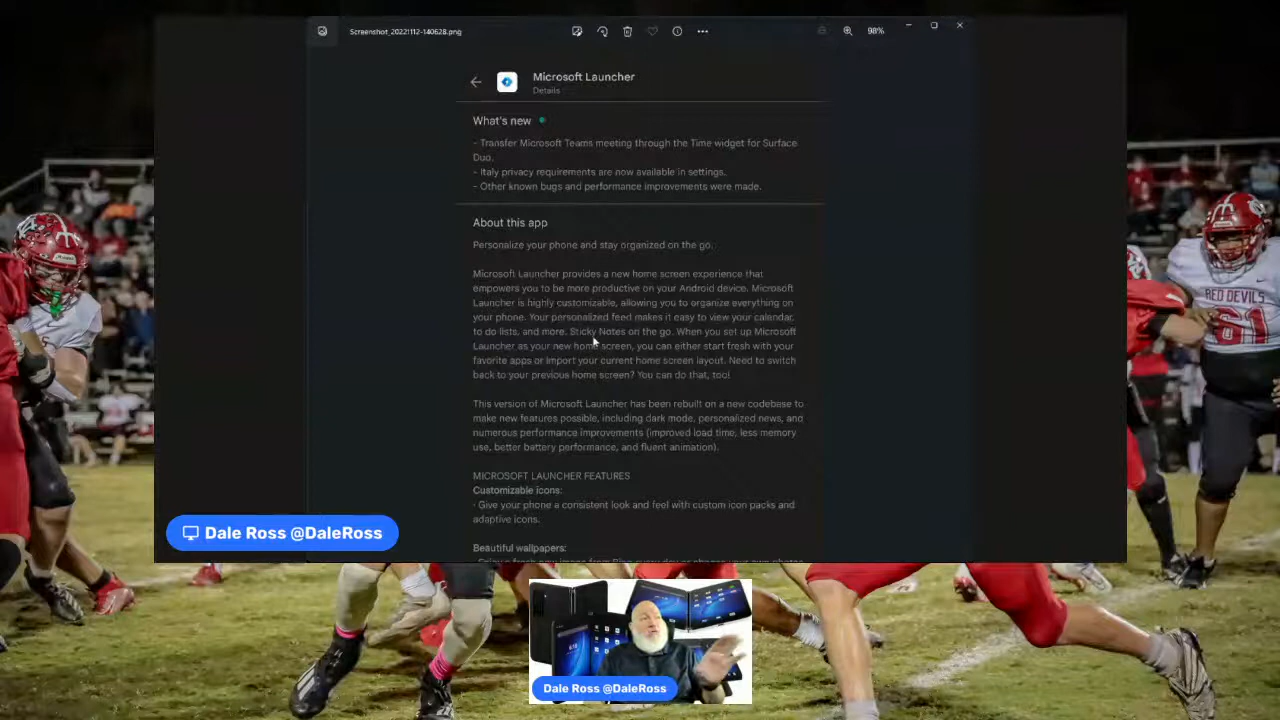 Screenshot_20221112-140628.png
98%
Microsoft Launcher
Details
What's new
- Transfer Microsoft Teams meeting through the Time widget for Surface
Duo.
- Italy privacy requirements are now available in settings.
- Other known bugs and performance improvements were made.
About this app
Personalize your phone and stay organized on the go.
Microsoft Launcher provides a new home screen experience that
empowers you to be more productive on your Android device. Microsoft
Launcher is highly customizable, allowing you to organize everything on
your phone. Your personalized feed makes it easy to view your calendar,
to do lists, and more. Sticky Notes on the go. When you set up Microsoft
Launcher as your new home screen, you can either start fresh with your
favorite apps or import your current home screen layout. Need to switch
back to your previous home screen? You can do that, too!
This version of Microsoft Launcher has been rebuilt on a new codebase to
make new features possible, including dark mode, personalized news, and
numerous performance improvements (improved load time, less memory
use, better battery performance, and fluent animation).
MICROSOFT LAUNCHER FEATURES
Customizable icons:
· Give your phone a consistent look and feel with custom icon packs and
adaptive icons.
Beautiful wallpapers:
RED DEVILS
61
Dale Ross @DaleRoss
Dale Ross @DaleRoss